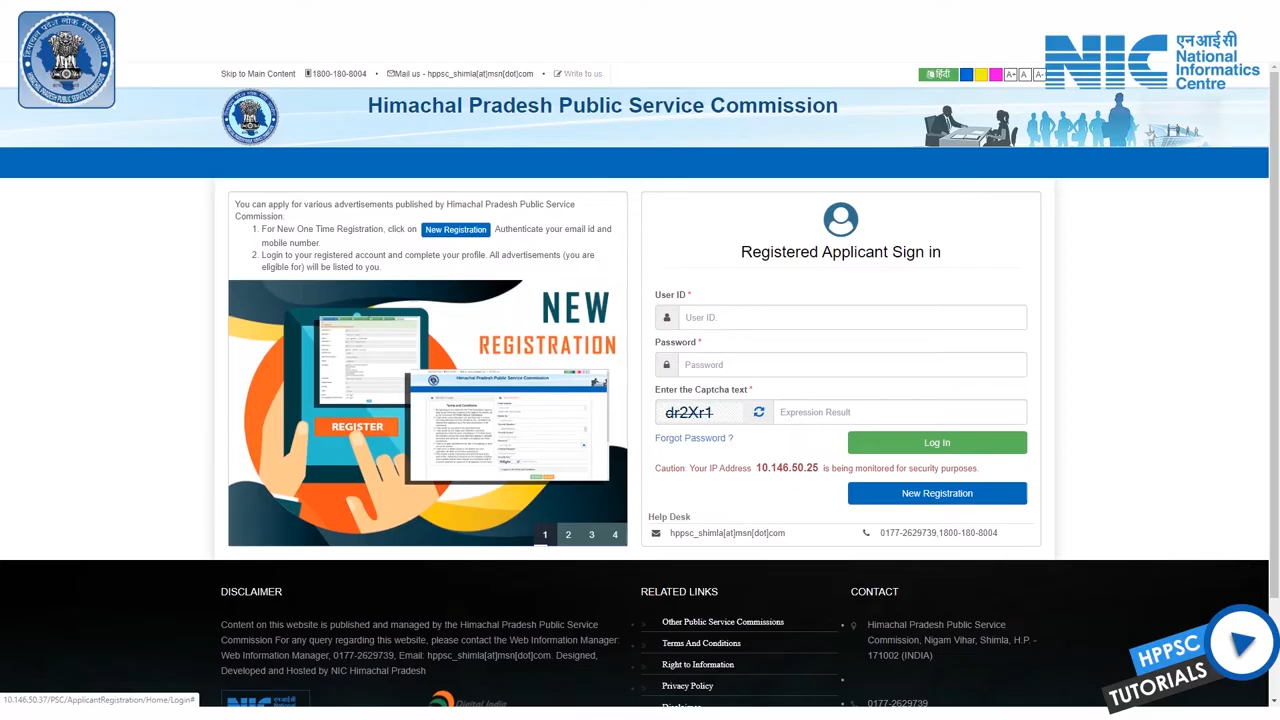 Skip to Main Content 1800-180-8004 • Mail us - hppsc_shimla[at]msn[dot]com • Write to us
हिंदी A+ A A-
एन आई सी
NIC National
Informatics
Centre
Himachal Pradesh Public Service Commission
You can apply for various advertisements published by Himachal Pradesh Public Service
Commission:
1. For New One Time Registration, click on New Registration Authenticate your email id and
mobile number.
2. Login to your registered account and complete your profile. All advertisements (you are
eligible for) will be listed to you.
NEW
REGISTRATION
Himachal Pradesh Public Service Commission
Terms and Conditions
REGISTER
1 2 3 4
Registered Applicant Sign in
User ID *
User ID.
Password *
Password
Enter the Captcha text *
dr2Xr1 Expression Result
Forgot Password ?
Log In
Caution: Your IP Address 10.146.50.25 is being monitored for security purposes.
New Registration
Help Desk
hppsc_shimla[at]msn[dot]com 0177-2629739,1800-180-8004
DISCLAIMER
Content on this website is published and managed by the Himachal Pradesh Public Service
Commission For any query regarding this website, please contact the Web Information Manager:
Web Information Manager, 0177-2629739, Email: hppsc_shimla[at]msn[dot]com. Designed,
Developed and Hosted by NIC Himachal Pradesh
एन आई सी
NIC
Digital India
RELATED LINKS
Other Public Service Commissions
Terms And Conditions
Right to Information
Privacy Policy
Disclaimer
CONTACT
Himachal Pradesh Public Service
Commission, Nigam Vihar, Shimla, H.P. -
171002 (INDIA)
0177-2629739
10.146.50.37/PSC/ApplicantRegistration/Home/Login#
HPPSC
TUTORIALS